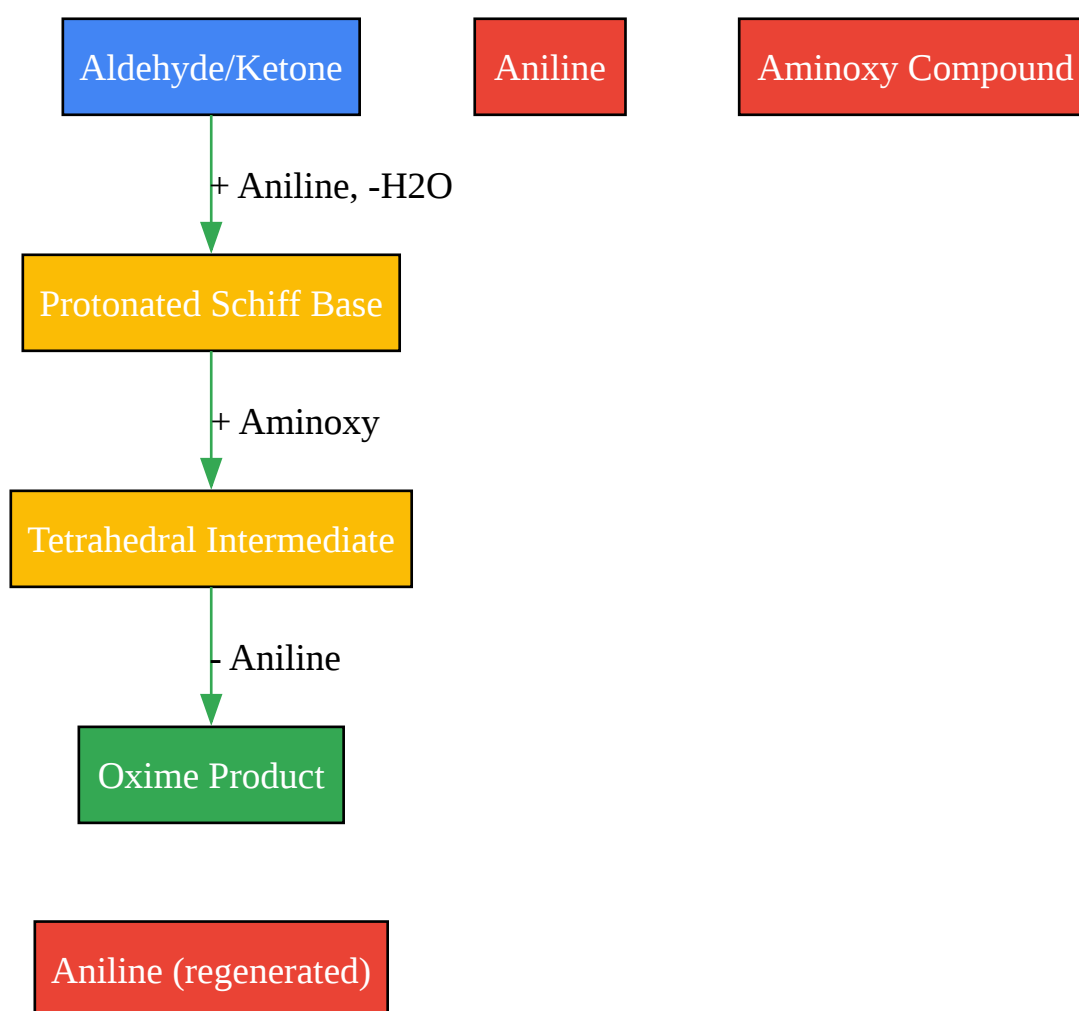 Aldehyde/Ketone
Aniline
Aminoxy Compound
+ Aniline, -H2O
Protonated Schiff Base
+ Aminoxy
Tetrahedral Intermediate
- Aniline
Oxime Product
Aniline (regenerated)